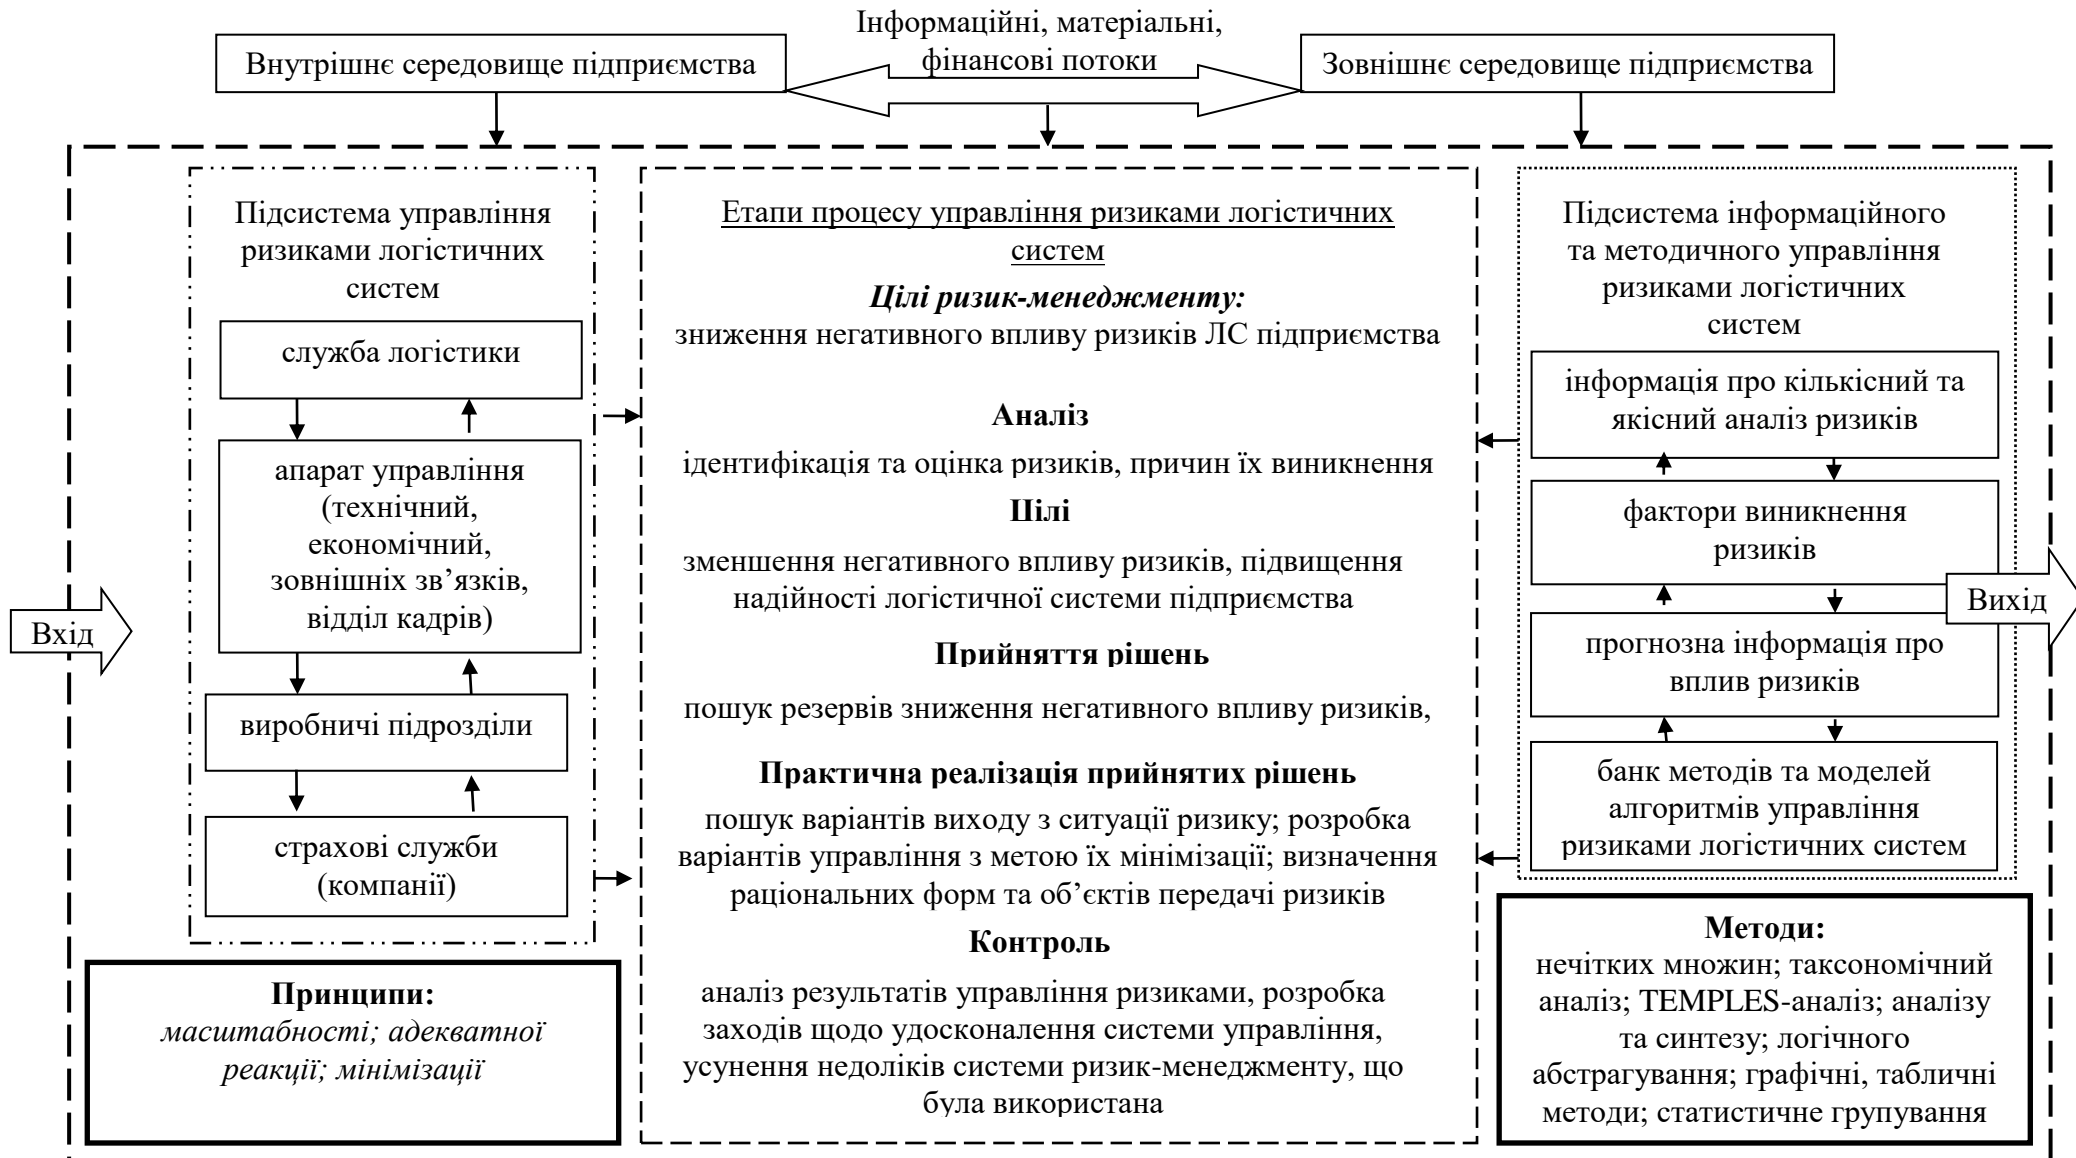 Інформаційні, матеріальні,
фінансові потоки
Внутрішнє середовище підприємства
Зовнішнє середовище підприємства
Підсистема управління
ризиками логістичних
систем
служба логістики
апарат управління
(технічний,
економічний,
зовнішніх зв’язків,
відділ кадрів)
виробничі підрозділи
страхові служби
(компанії)
Вхід
Принципи:
масштабності; адекватної
реакції; мінімізації
Етапи процесу управління ризиками логістичних
систем
Цілі ризик-менеджменту:
зниження негативного впливу ризиків ЛС підприємства
Аналіз
ідентифікація та оцінка ризиків, причин їх виникнення
Цілі
зменшення негативного впливу ризиків, підвищення
надійності логістичної системи підприємства
Прийняття рішень
пошук резервів зниження негативного впливу ризиків,
Практична реалізація прийнятих рішень
пошук варіантів виходу з ситуації ризику; розробка
варіантів управління з метою їх мінімізації; визначення
раціональних форм та об’єктів передачі ризиків
Контроль
аналіз результатів управління ризиками, розробка
заходів щодо удосконалення системи управління,
усунення недоліків системи ризик-менеджменту, що
була використана
Підсистема інформаційного
та методичного управління
ризиками логістичних
систем
інформація про кількісний та
якісний аналіз ризиків
фактори виникнення
ризиків
прогнозна інформація про
вплив ризиків
банк методів та моделей
алгоритмів управління
ризиками логістичних систем
Вихід
Методи:
нечітких множин; таксономічний
аналіз; TEMPLES-аналіз; аналізу
та синтезу; логічного
абстрагування; графічні, табличні
методи; статистичне групування